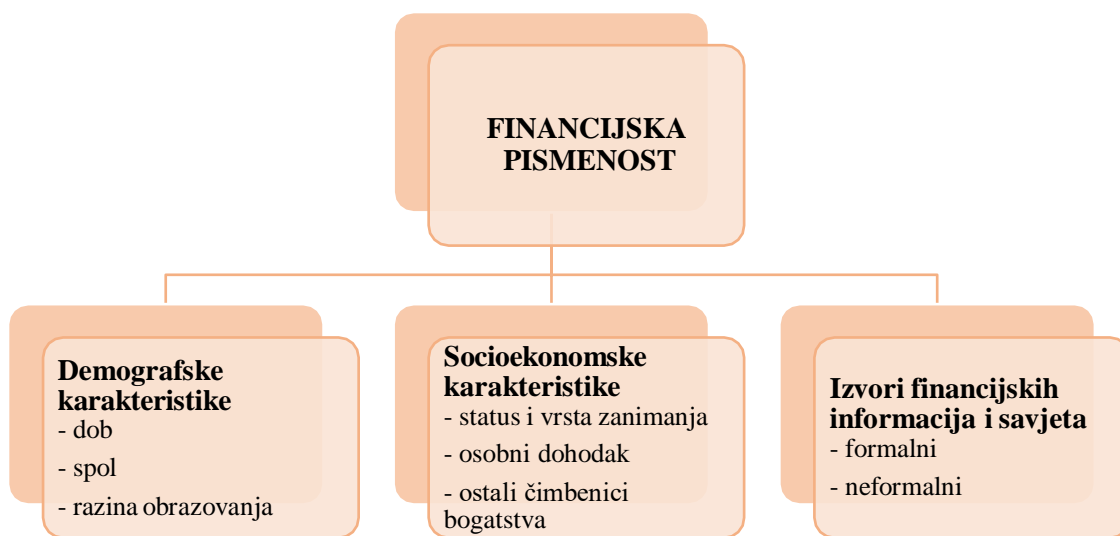 FINANCIJSKA
PISMENOST
Demografske
karakteristike
- dob
- spol
- razina obrazovanja
Socioekonomske
karakteristike
- status i vrsta zanimanja
- osobni dohodak
- ostali čimbenici
bogatstva
Izvori financijskih
informacija i savjeta
- formalni
- neformalni